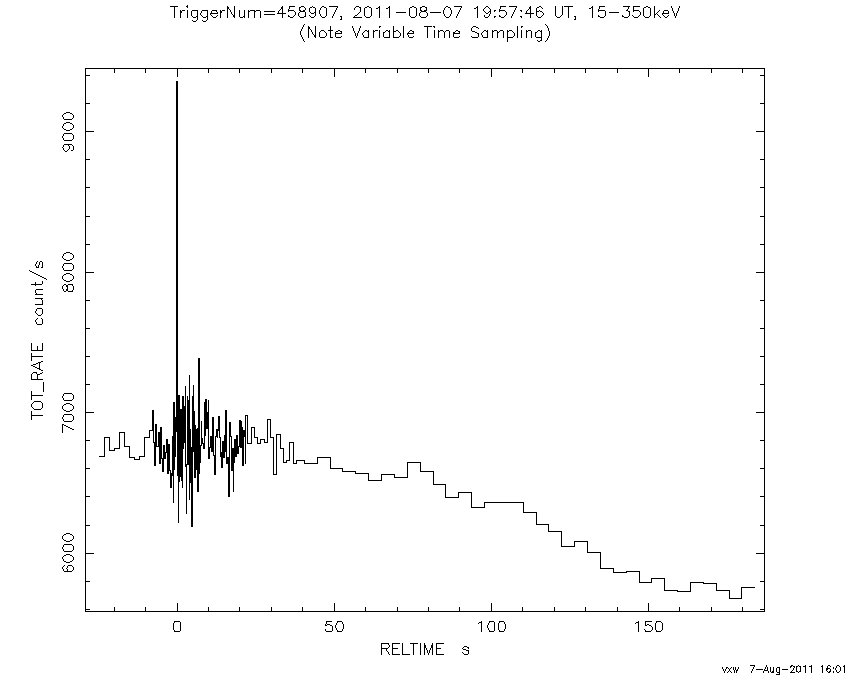 TriggerNum=458907, 2011-08-07 19:57:46 UT, 15-350keV
(Note Variable Time Sampling)
TOT_RATE count/s
9000
8000
7000
6000
0 50 100 150
RELTIME s
vxw 7-Aug-2011 16:01